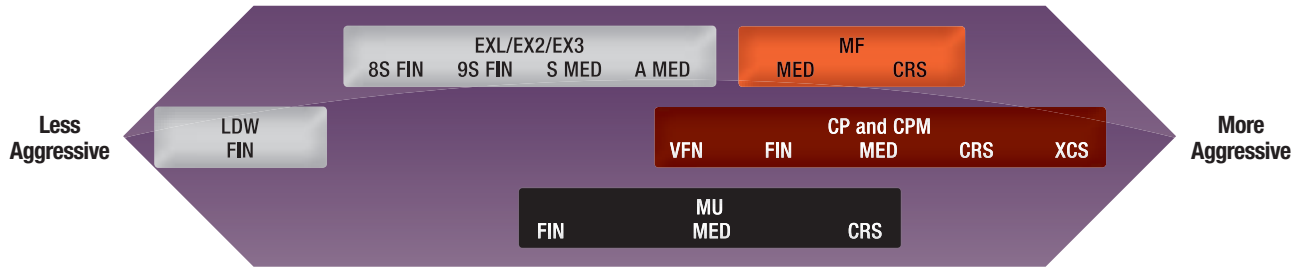 EXL/EX2/EX3
8S FIN 9S FIN S MED A MED
MF
MED CRS
Less
Aggressive
LDW
FIN
CP and CPM
VFN FIN MED CRS XCS
More
Aggressive
MU
FIN MED CRS